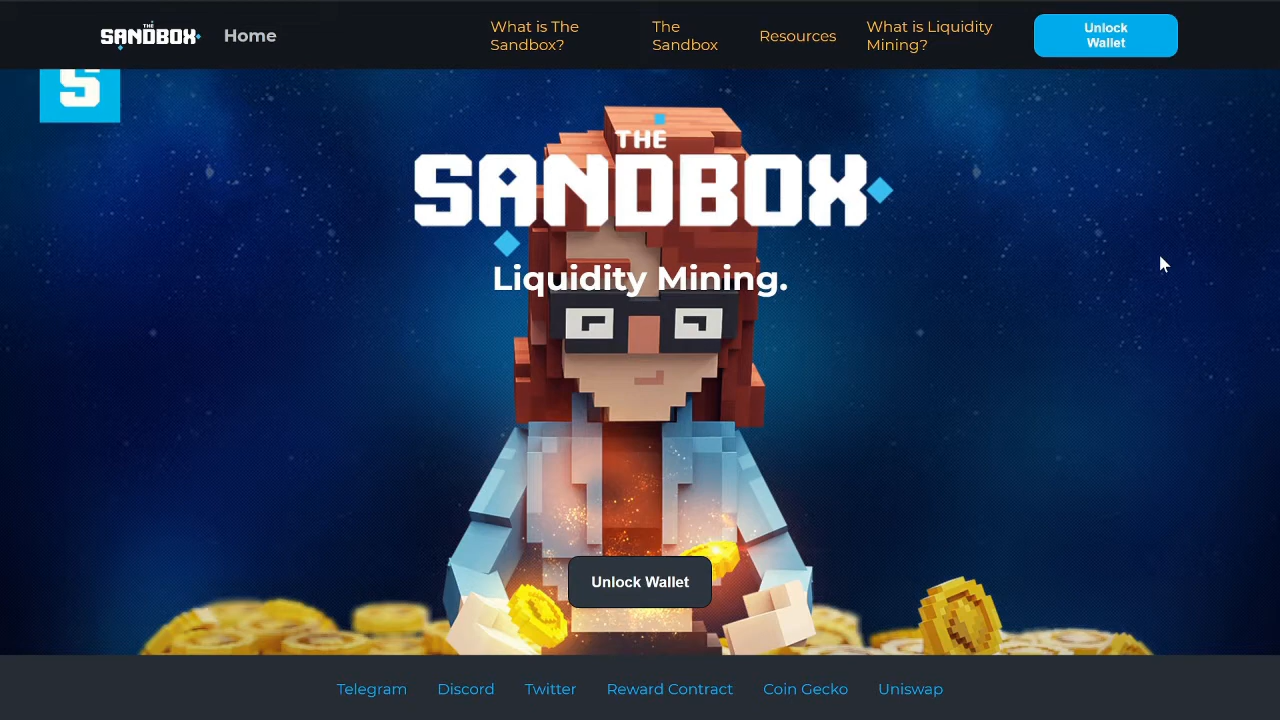 THE
SANDBOX
Home
What is The
Sandbox?
The
Sandbox
Resources
What is Liquidity
Mining?
Unlock
Wallet
S
THE
SANDBOX
Liquidity Mining.
Unlock Wallet
Telegram
Discord
Twitter
Reward Contract
Coin Gecko
Uniswap